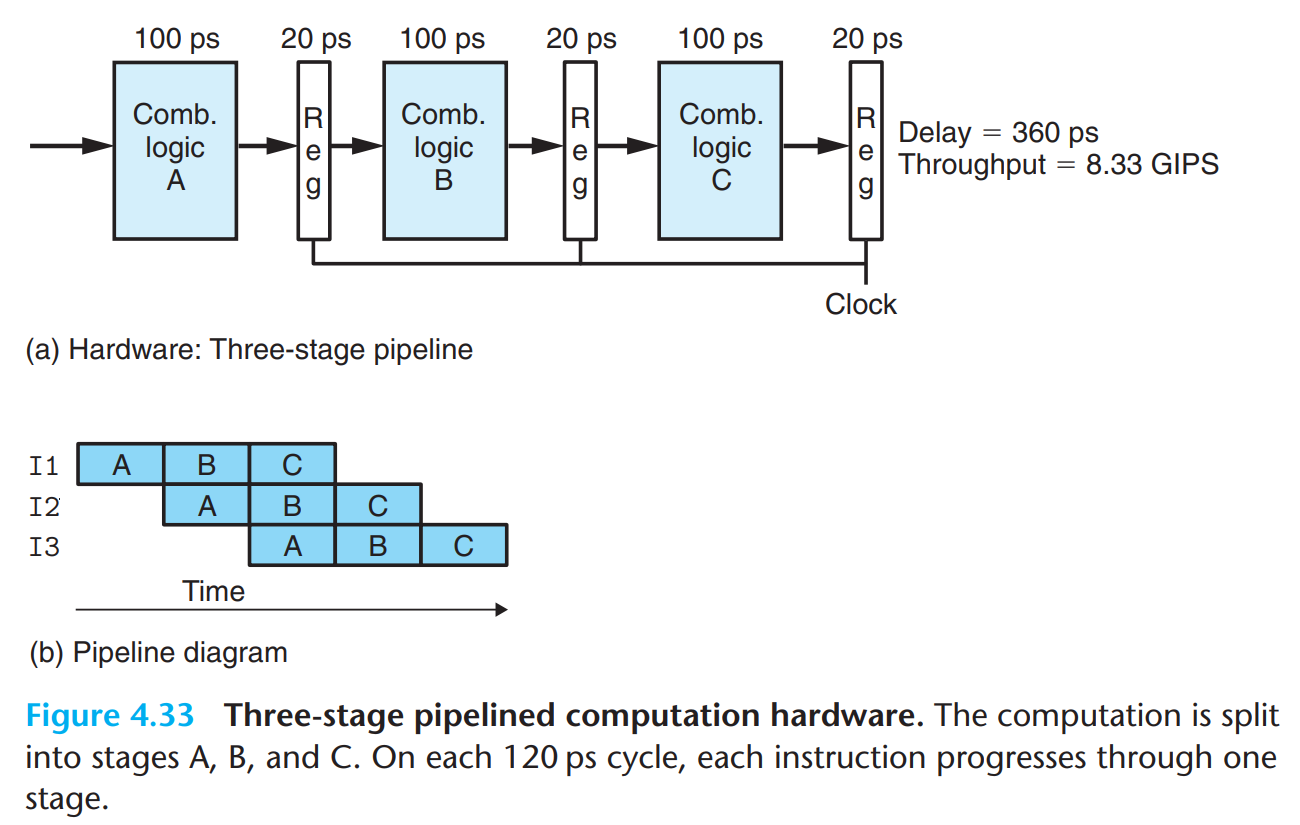 100 ps 20 ps 100 ps 20 ps 100 ps 20 ps
Comb. logic A
R e g
Comb. logic B
R e g
Comb. logic C
R e g
Delay = 360 ps
Throughput = 8.33 GIPS
Clock
(a) Hardware: Three-stage pipeline
I1 A B C
I2 A B C
I3 A B C
Time
(b) Pipeline diagram
Figure 4.33 Three-stage pipelined computation hardware. The computation is split
into stages A, B, and C. On each 120 ps cycle, each instruction progresses through one
stage.